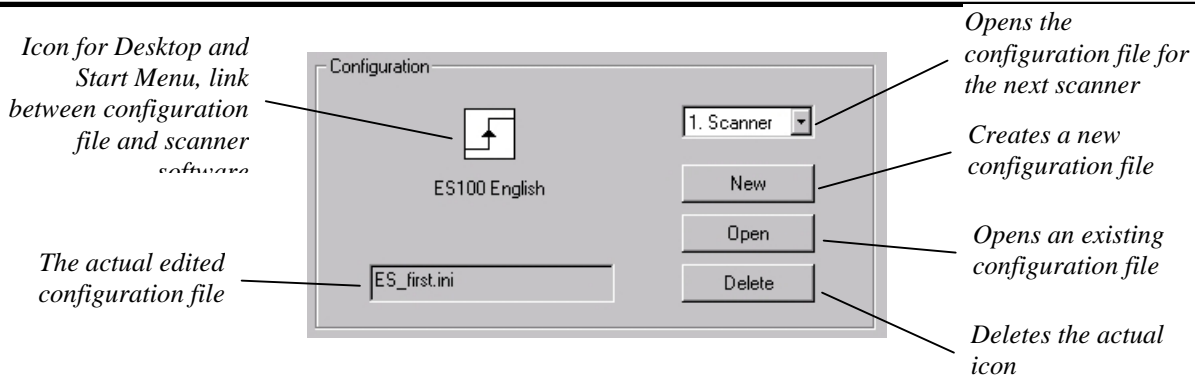 Icon for Desktop and
Start Menu, link
between configuration
file and scanner
software
The actual edited
configuration file
Configuration
ES100 English
ES_first.ini
1. Scanner
New
Open
Delete
Opens the
configuration file for
the next scanner
Creates a new
configuration file
Opens an existing
configuration file
Deletes the actual
icon